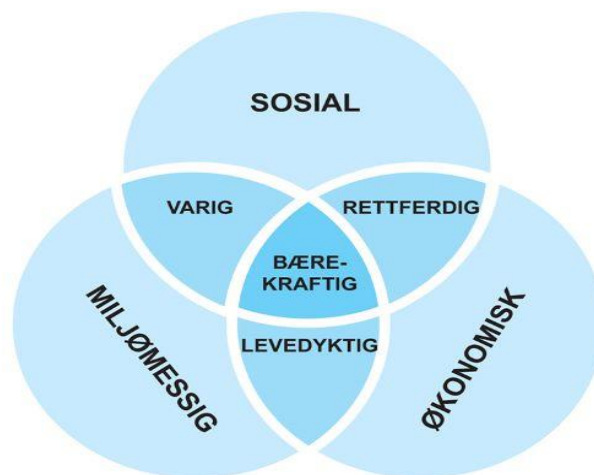 SOSIAL
VARIG
RETTFERDIG
BÆRE-
KRAFTIG
LEVEDYKTIG
MILJØMESSIG
ØKONOMISK